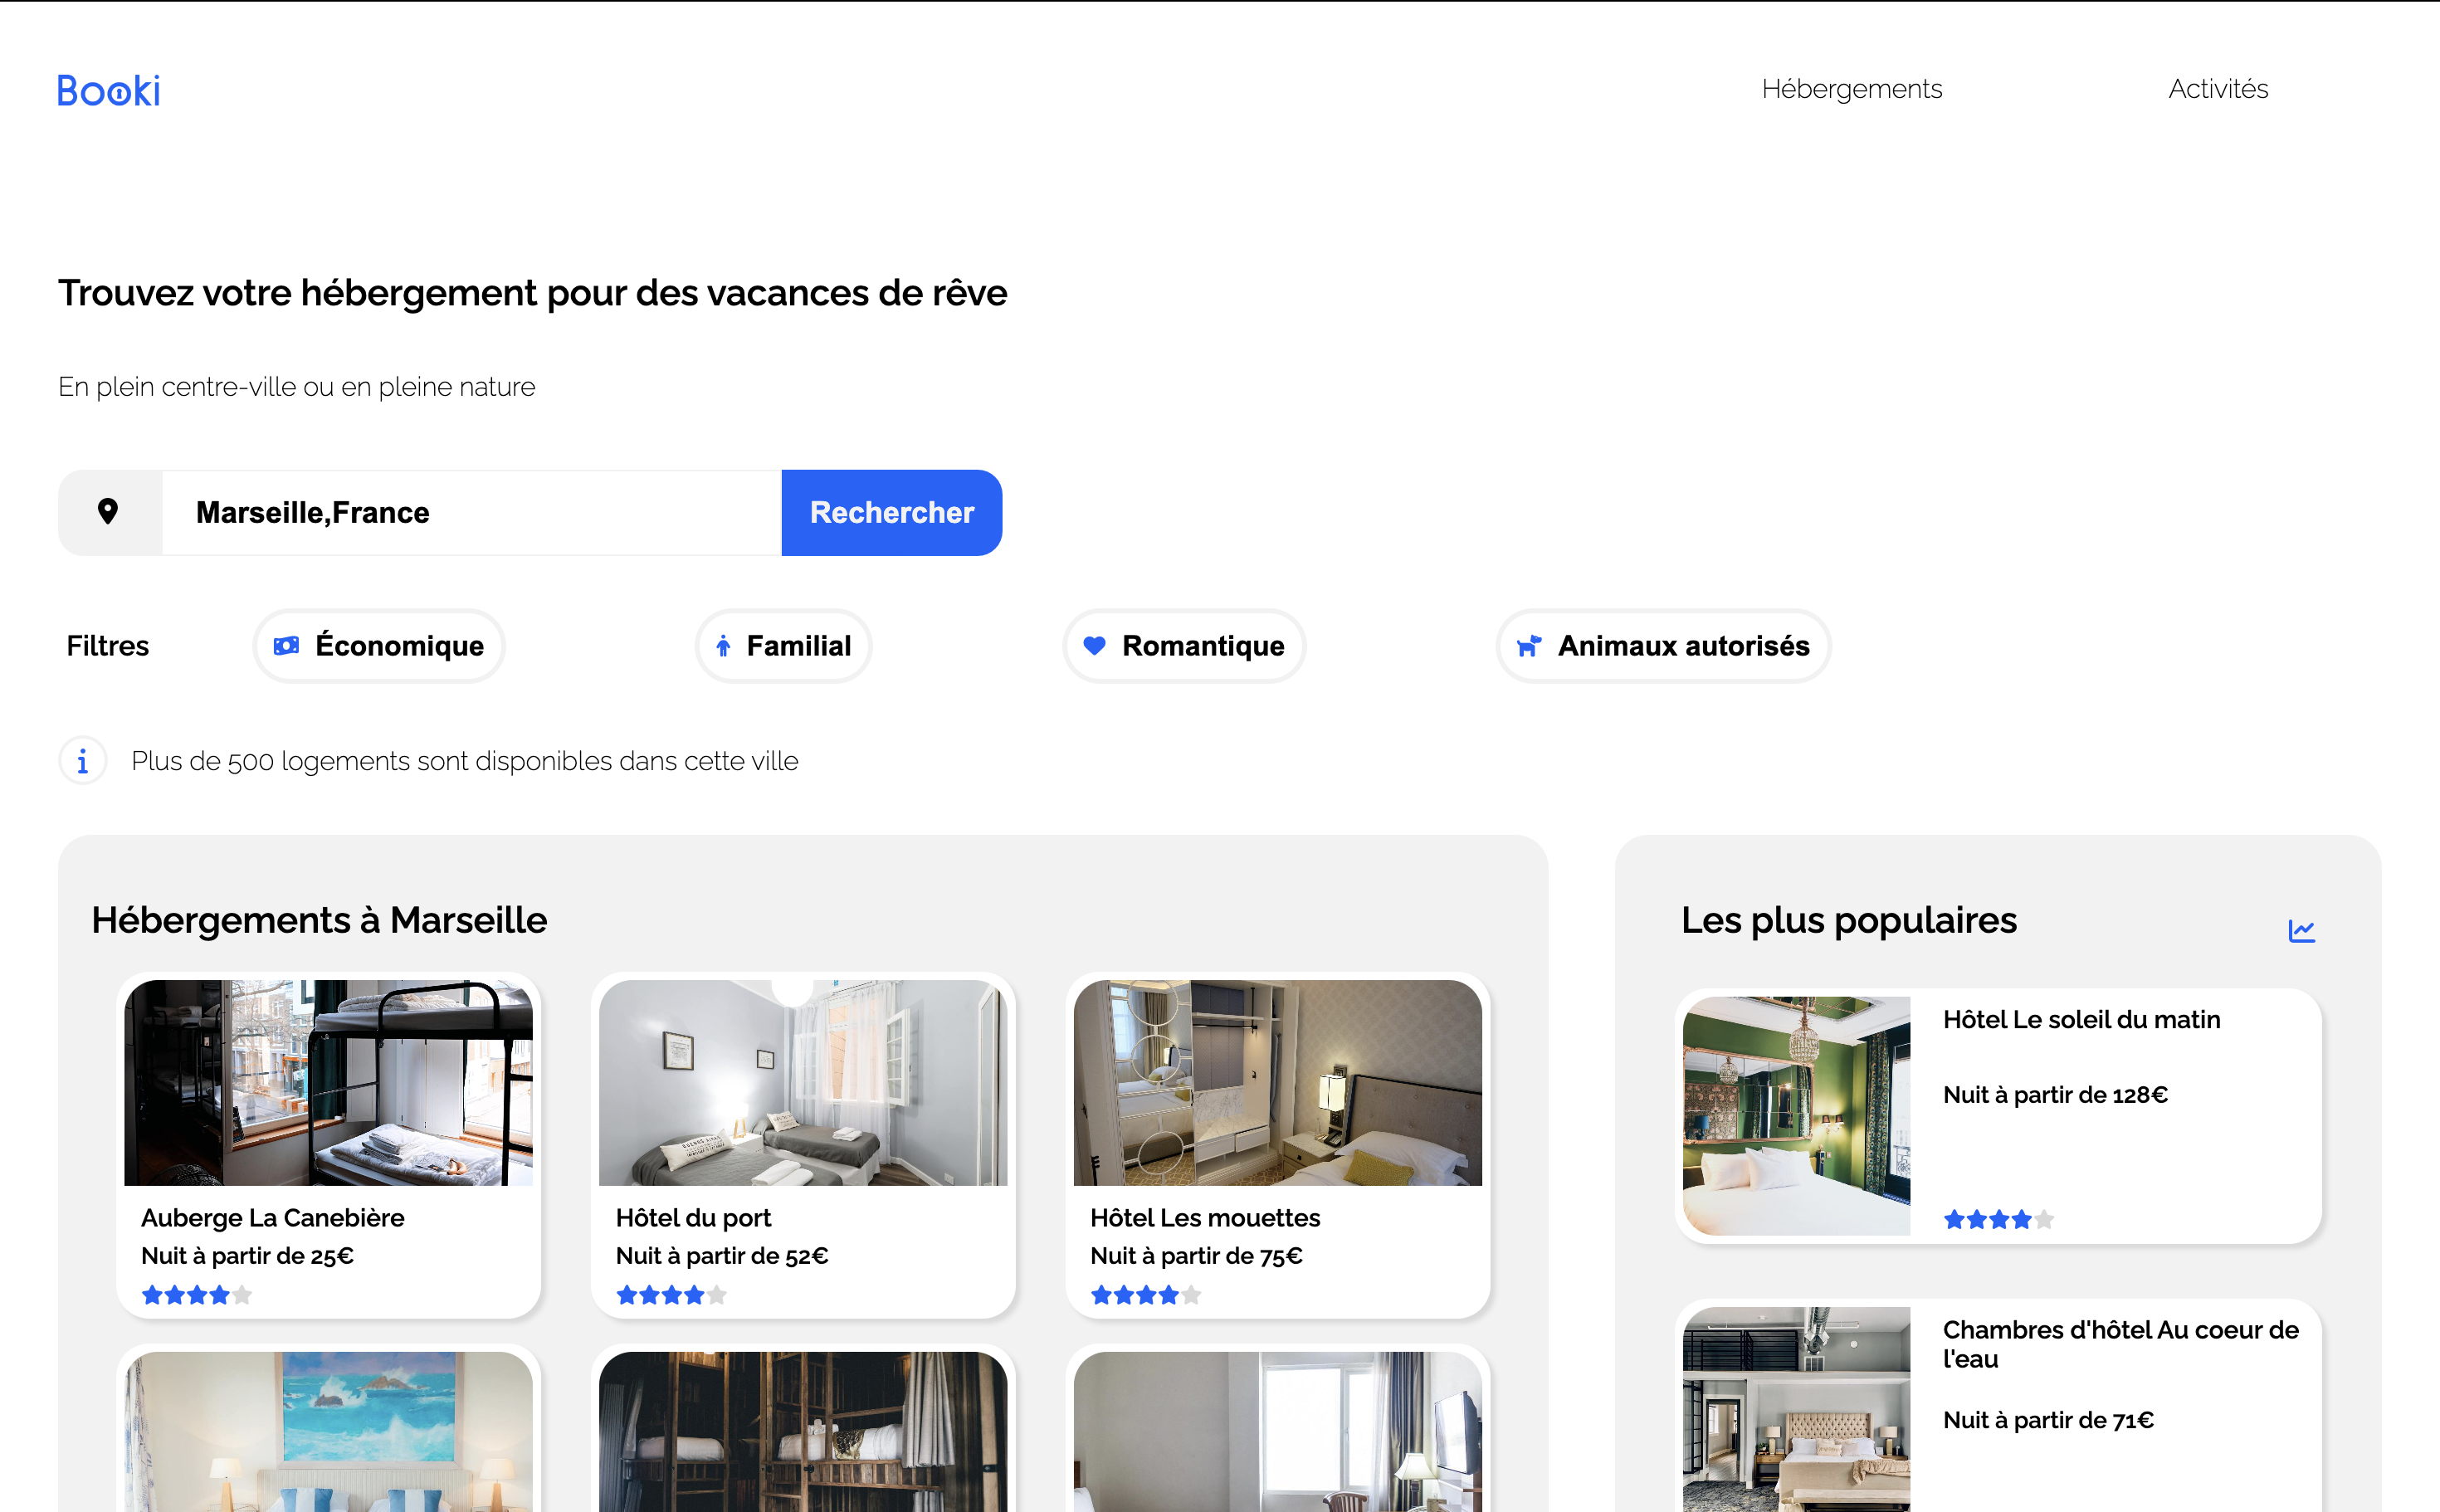 Booki
Hébergements
Activités
Trouvez votre hébergement pour des vacances de rêve
En plein centre-ville ou en pleine nature
Marseille,France
Rechercher
Filtres
Économique
Familial
Romantique
Animaux autorisés
Plus de 500 logements sont disponibles dans cette ville
Hébergements à Marseille
Auberge La Canebière
Nuit à partir de 25€
Hôtel du port
Nuit à partir de 52€
Hôtel Les mouettes
Nuit à partir de 75€
Les plus populaires
Hôtel Le soleil du matin
Nuit à partir de 128€
Chambres d'hôtel Au coeur de
l'eau
Nuit à partir de 71€